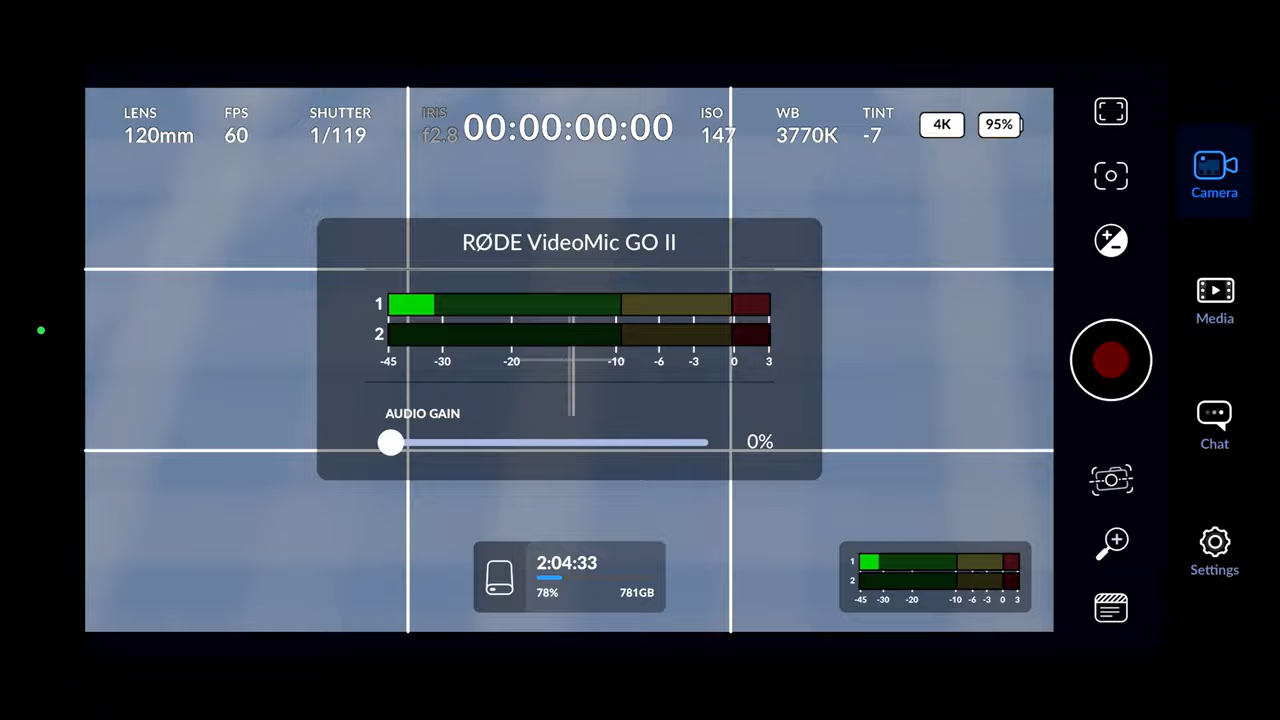 LENS FPS SHUTTER IRIS ISO WB TINT
120mm 60 1/119 f2.8 00:00:00:00 147 3770K -7 4K 95%
Camera
RØDE VideoMic GO II
1
2
-45 -30 -20 -10 -6 -3 0 3
AUDIO GAIN
0%
Media
Chat
Settings
2:04:33
78% 781GB
1
2
-45 -30 -20 -10 -6 -3 0 3